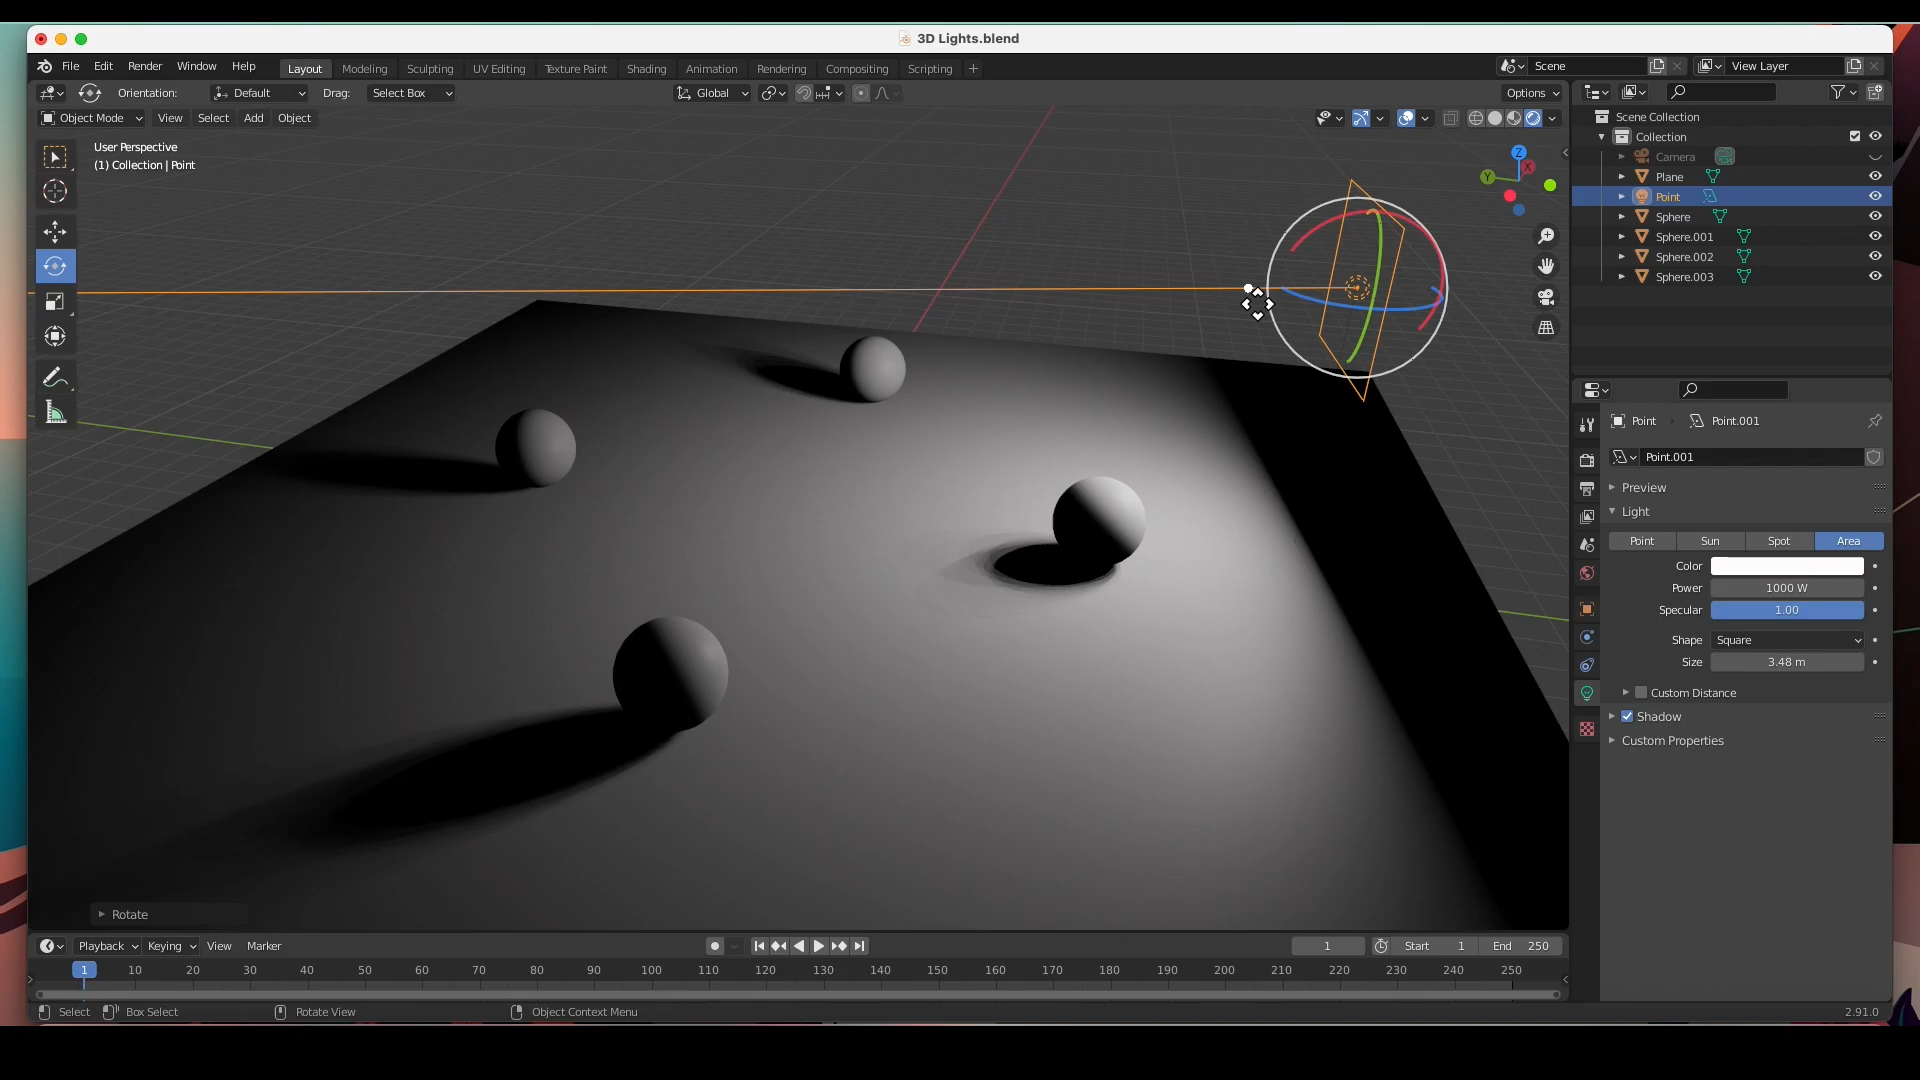 3D Lights.blend
File Edit Render Window Help Layout Modeling Sculpting UV Editing Texture Paint Shading Animation Rendering Compositing Scripting + Scene View Layer
Orientation: Default Drag: Select Box Global Options
Object Mode View Select Add Object
User Perspective
(1) Collection | Point
Z
X
Y
Scene Collection
Collection
Camera
Plane
Point
Sphere
Sphere.001
Sphere.002
Sphere.003
Point Point.001
Point.001
Preview
Light
Point Sun Spot Area
Color
Power 1000 W
Specular 1.00
Shape Square
Size 3.48 m
Custom Distance
Shadow
Custom Properties
Rotate
Playback Keying View Marker 1 Start 1 End 250
1 10 20 30 40 50 60 70 80 90 100 110 120 130 140 150 160 170 180 190 200 210 220 230 240 250
Select Box Select Rotate View Object Context Menu 2.91.0